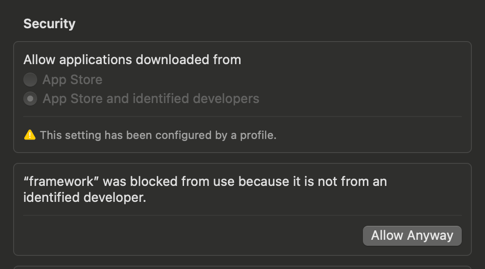 Security
Allow applications downloaded from
App Store
App Store and identified developers
This setting has been configured by a profile.
“framework” was blocked from use because it is not from an
identified developer.
Allow Anyway